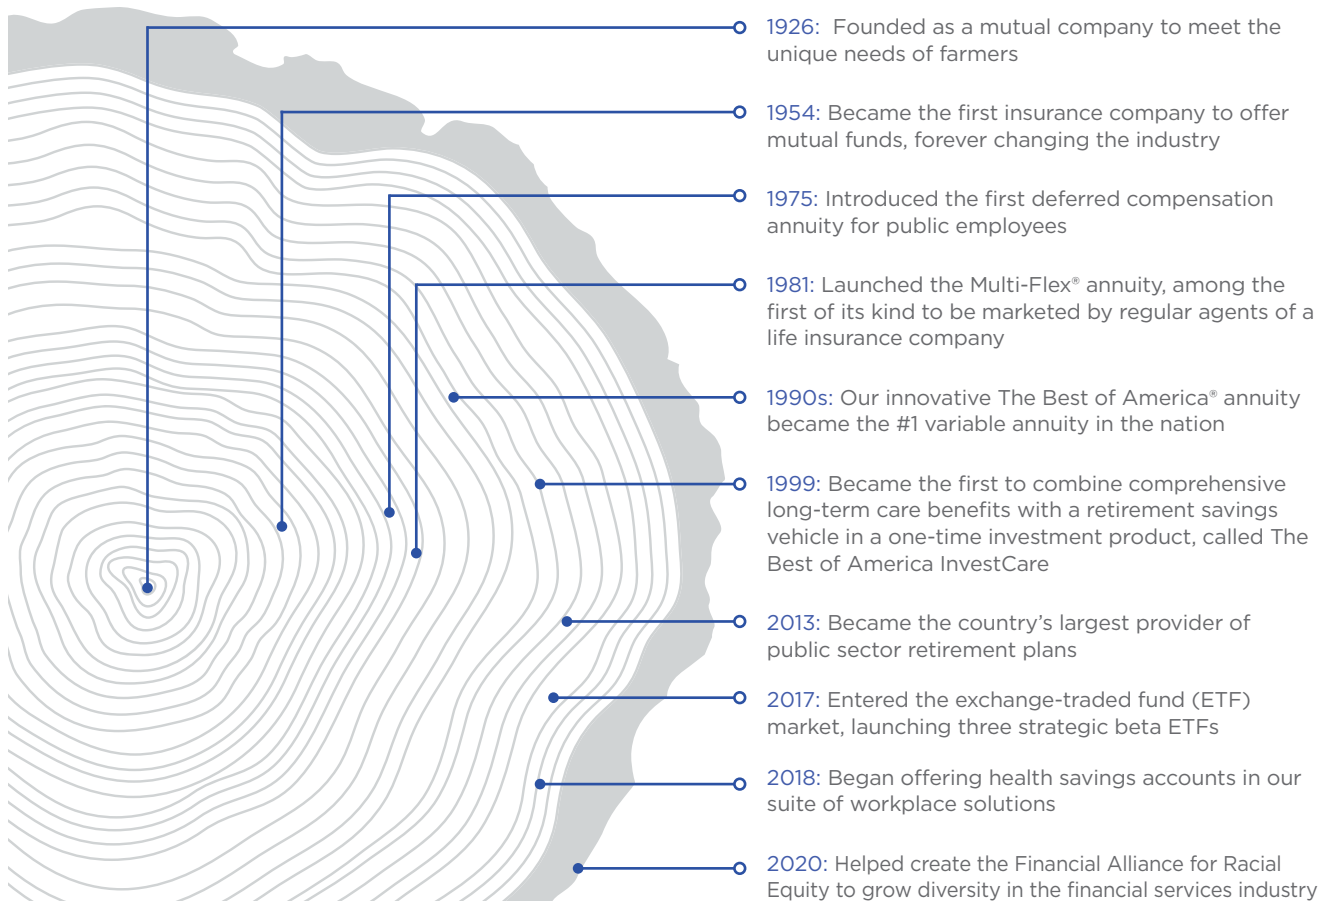 1926: Founded as a mutual company to meet the
unique needs of farmers
1954: Became the first insurance company to offer
mutual funds, forever changing the industry
1975: Introduced the first deferred compensation
annuity for public employees
1981: Launched the Multi-Flex® annuity, among the
first of its kind to be marketed by regular agents of a
life insurance company
1990s: Our innovative The Best of America® annuity
became the #1 variable annuity in the nation
1999: Became the first to combine comprehensive
long-term care benefits with a retirement savings
vehicle in a one-time investment product, called The
Best of America InvestCare
2013: Became the country’s largest provider of
public sector retirement plans
2017: Entered the exchange-traded fund (ETF)
market, launching three strategic beta ETFs
2018: Began offering health savings accounts in our
suite of workplace solutions
2020: Helped create the Financial Alliance for Racial
Equity to grow diversity in the financial services industry